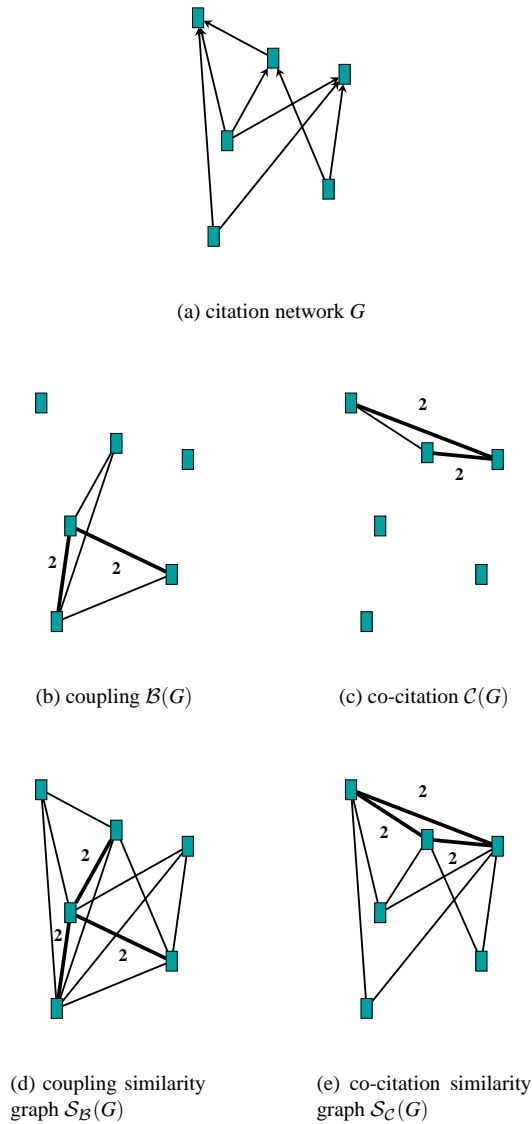 (a) citation network G
2
2
(b) coupling B(G)
2
2
(c) co-citation C(G)
2
2
2
(d) coupling similarity
graph S_B(G)
2
2
2
(e) co-citation similarity
graph S_C(G)